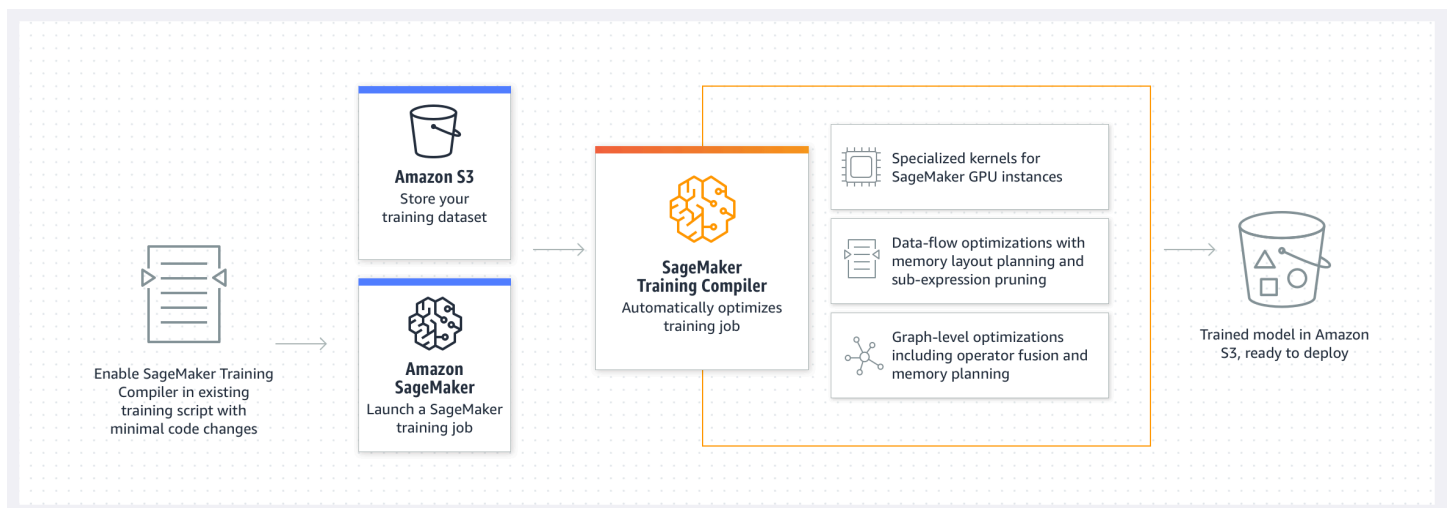 Enable SageMaker Training
Compiler in existing
training script with
minimal code changes
Amazon S3
Store your
training dataset
Amazon
SageMaker
Launch a SageMaker
training job
SageMaker
Training Compiler
Automatically optimizes
training job
Specialized kernels for
SageMaker GPU instances
Data-flow optimizations with
memory layout planning and
sub-expression pruning
Graph-level optimizations
including operator fusion and
memory planning
Trained model in Amazon
S3, ready to deploy